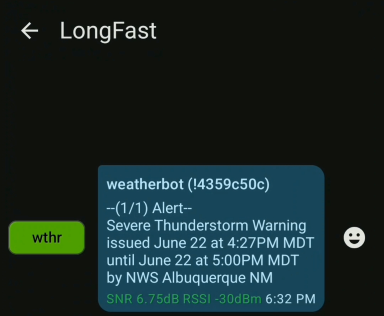 LongFast
weatherbot (!4359c50c)
--(1/1) Alert--
Severe Thunderstorm Warning
issued June 22 at 4:27PM MDT
until June 22 at 5:00PM MDT
by NWS Albuquerque NM
wthr
SNR 6.75dB RSSI -30dBm 6:32 PM